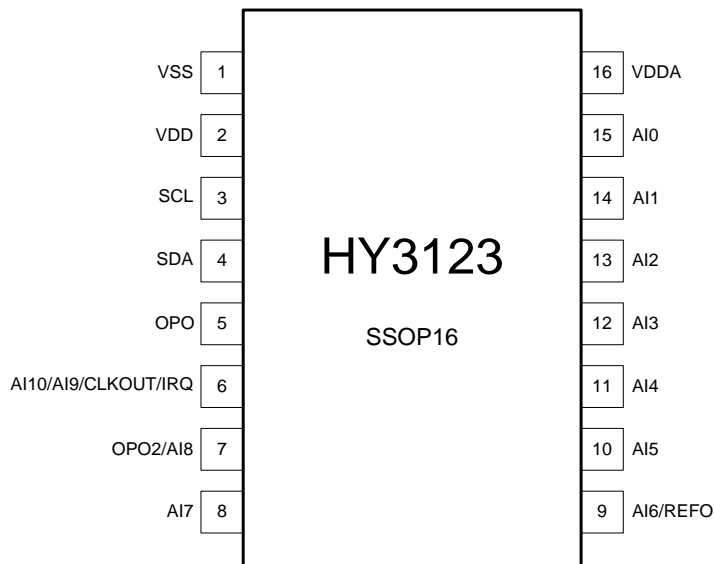 VSS 1 16 VDDA
VDD 2 15 AI0
SCL 3 14 AI1
HY3123
SDA 4 13 AI2
OPO 5 SSOP16 12 AI3
AI10/AI9/CLKOUT/IRQ 6 11 AI4
OPO2/AI8 7 10 AI5
AI7 8 9 AI6/REFO